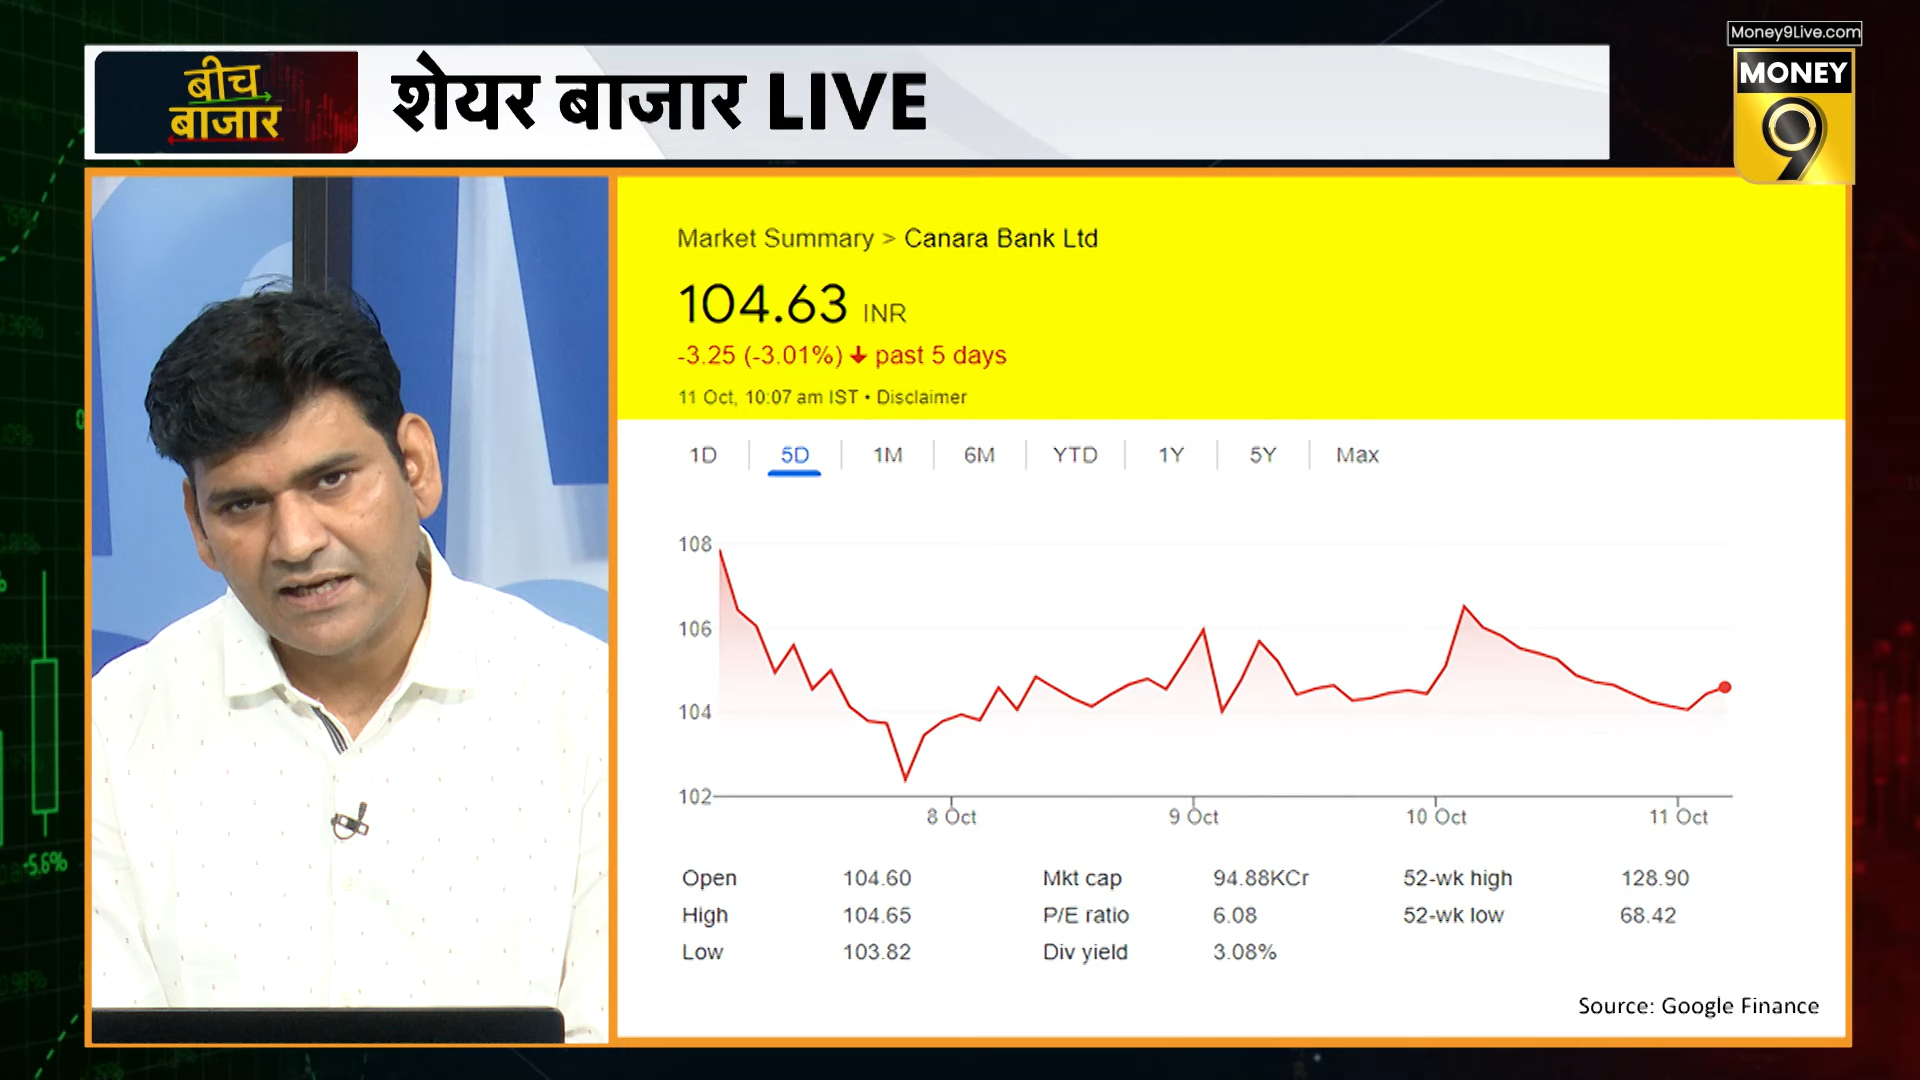 Money9Live.com
MONEY
9
बीच
बाजार
शेयर बाजार LIVE
Market Summary > Canara Bank Ltd
104.63 INR
-3.25 (-3.01%) past 5 days
11 Oct, 10:07 am IST • Disclaimer
1D 5D 1M 6M YTD 1Y 5Y Max
108
106
104
102
8 Oct 9 Oct 10 Oct 11 Oct
Open 104.60 Mkt cap 94.88KCr 52-wk high 128.90
High 104.65 P/E ratio 6.08 52-wk low 68.42
Low 103.82 Div yield 3.08%
Source: Google Finance
-5.6%